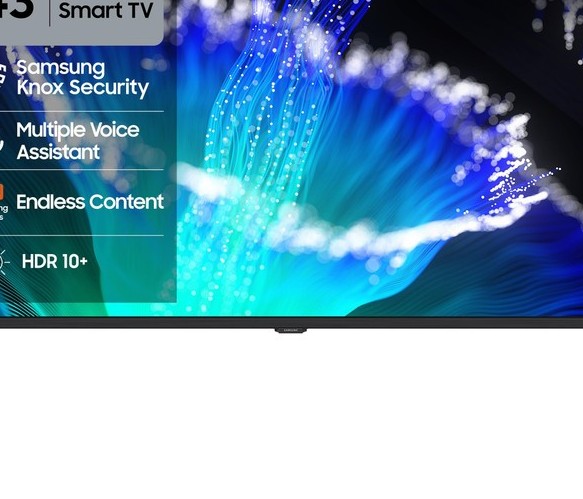 Smart TV
Samsung
Knox Security
Multiple Voice
Assistant
Endless Content
HDR 10+